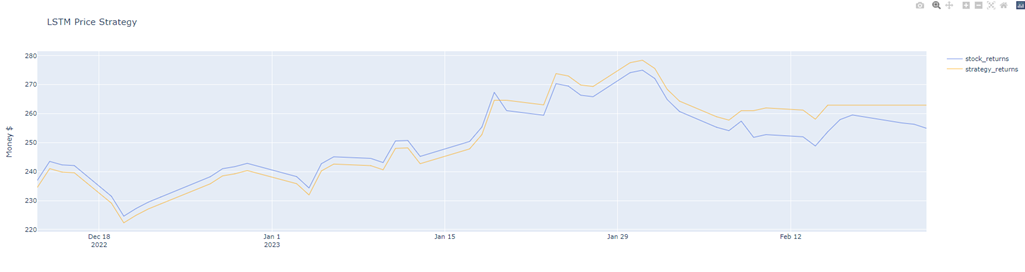 LSTM Price Strategy
stock_returns
strategy_returns
Money $
280
270
260
250
240
230
220
Dec 18
2022
Jan 1
2023
Jan 15
Jan 29
Feb 12